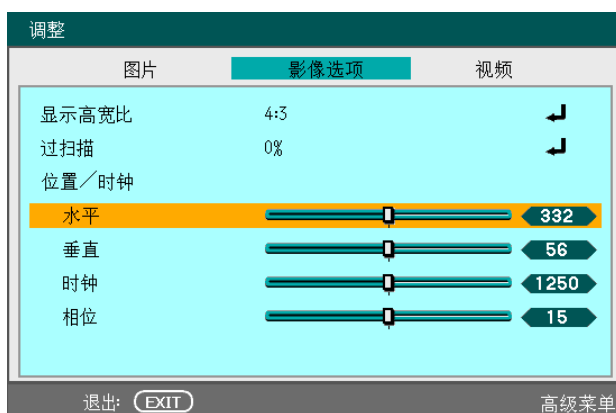 调整
图片 影像选项 视频
显示高宽比 4:3
过扫描 0%
位置／时钟
水平 332
垂直 56
时钟 1250
相位 15
退出: EXIT 高级菜单